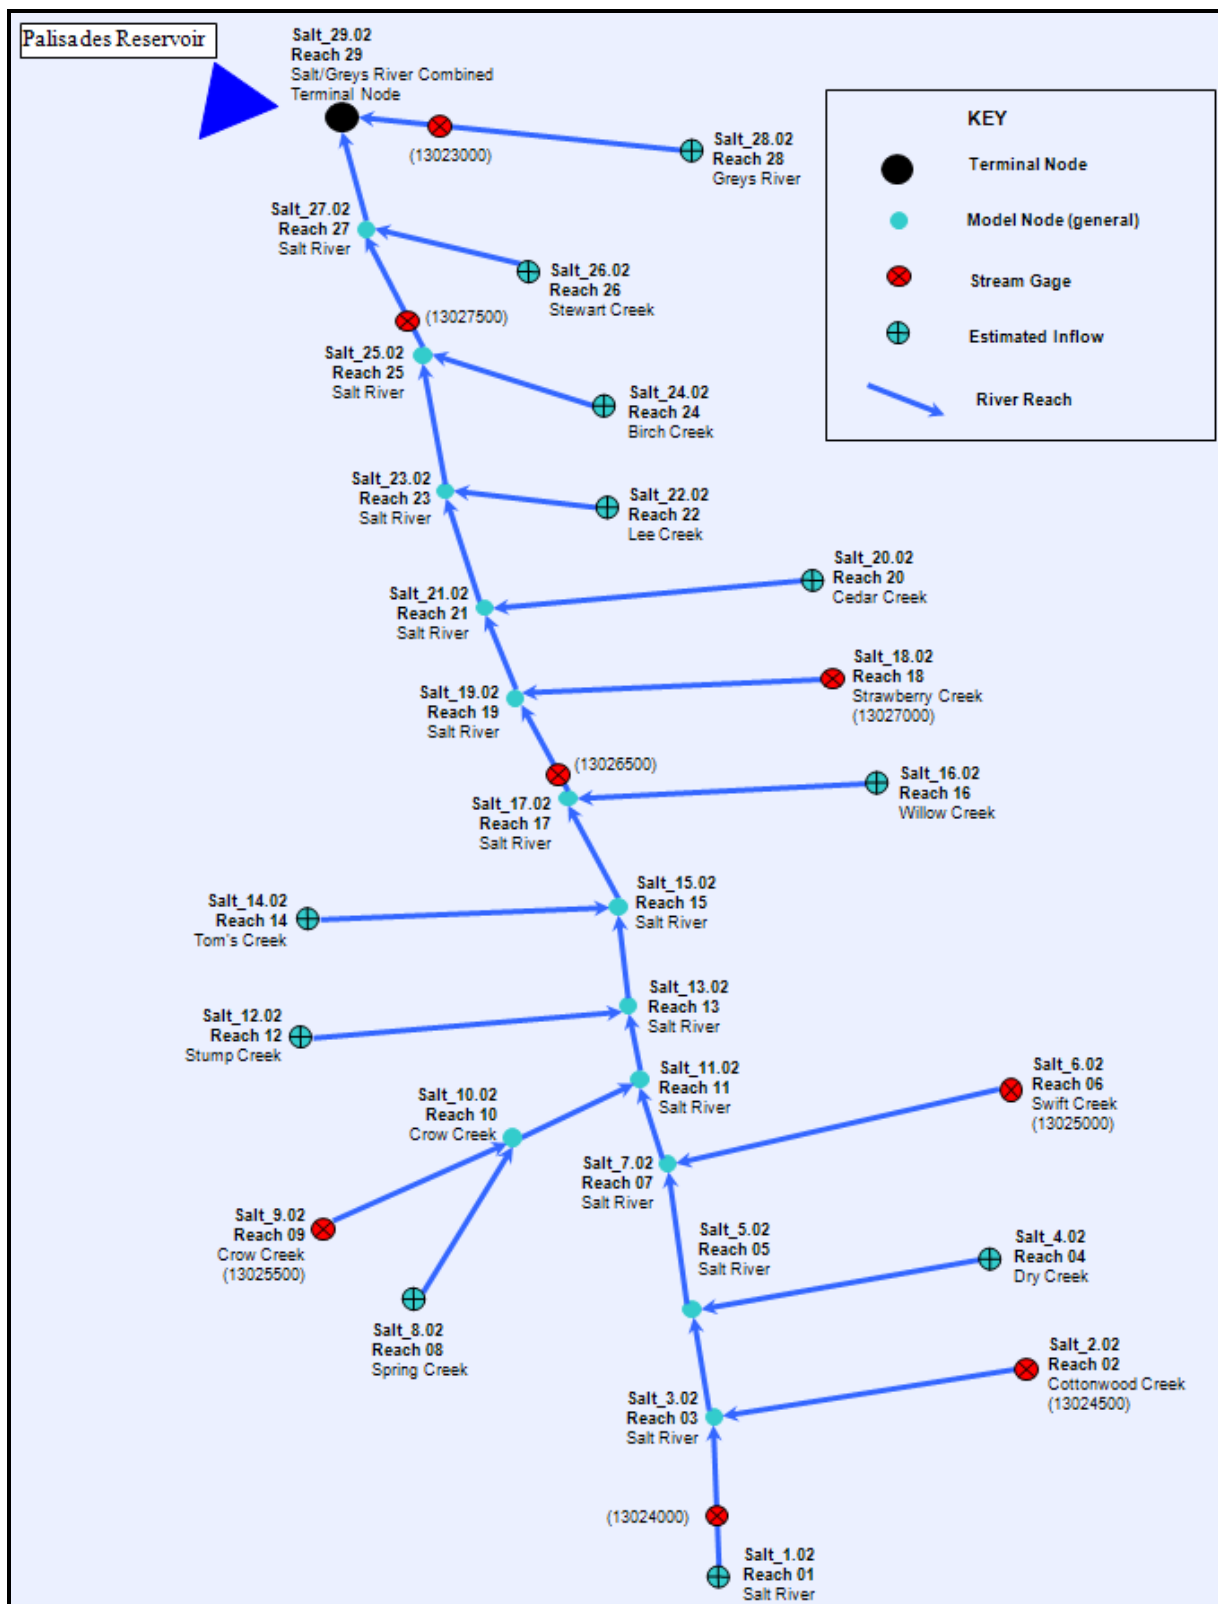 Palisades Reservoir
Salt_29.02
Reach 29
Salt/Greys River Combined
Terminal Node
(13023000)
Salt_28.02
Reach 28
Greys River
KEY
Terminal Node
Model Node (general)
Stream Gage
Estimated Inflow
River Reach
Salt_27.02
Reach 27
Salt River
Salt_26.02
Reach 26
Stewart Creek
(13027500)
Salt_25.02
Reach 25
Salt River
Salt_24.02
Reach 24
Birch Creek
Salt_23.02
Reach 23
Salt River
Salt_22.02
Reach 22
Lee Creek
Salt_20.02
Reach 20
Cedar Creek
Salt_21.02
Reach 21
Salt River
Salt_18.02
Reach 18
Strawberry Creek
(13027000)
Salt_19.02
Reach 19
Salt River
(13026500)
Salt_16.02
Reach 16
Willow Creek
Salt_17.02
Reach 17
Salt River
Salt_15.02
Reach 15
Salt River
Salt_14.02
Reach 14
Tom's Creek
Salt_13.02
Reach 13
Salt River
Salt_12.02
Reach 12
Stump Creek
Salt_11.02
Reach 11
Salt River
Salt_6.02
Reach 06
Swift Creek
(13025000)
Salt_10.02
Reach 10
Crow Creek
Salt_7.02
Reach 07
Salt River
Salt_9.02
Reach 09
Crow Creek
(13025500)
Salt_5.02
Reach 05
Salt River
Salt_4.02
Reach 04
Dry Creek
Salt_8.02
Reach 08
Spring Creek
Salt_2.02
Reach 02
Cottonwood Creek
(13024500)
Salt_3.02
Reach 03
Salt River
(13024000)
Salt_1.02
Reach 01
Salt River